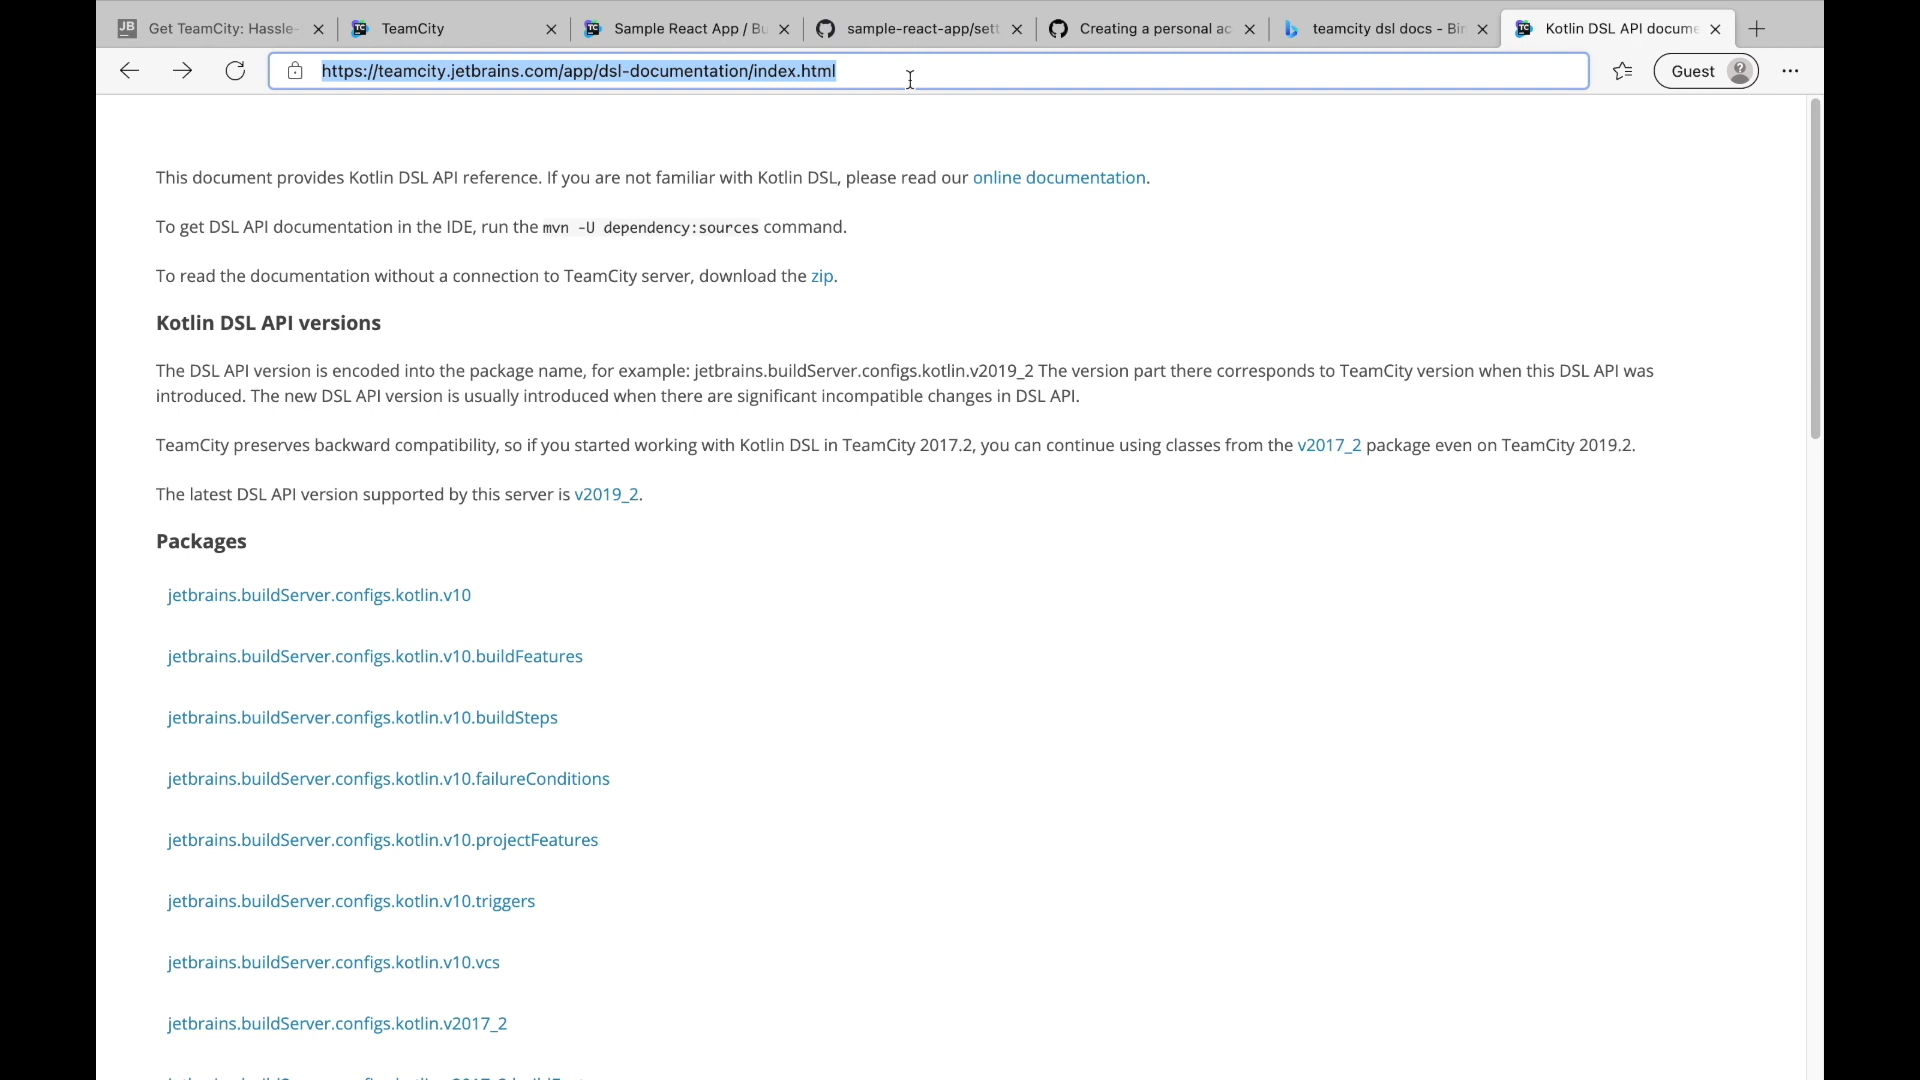 JB Get TeamCity: Hassle-
TC TeamCity
TC Sample React App / Bu
sample-react-app/sett
Creating a personal ac
teamcity dsl docs - Bin
TC Kotlin DSL API docume
https://teamcity.jetbrains.com/app/dsl-documentation/index.html
Guest
This document provides Kotlin DSL API reference. If you are not familiar with Kotlin DSL, please read our online documentation.
To get DSL API documentation in the IDE, run the mvn -U dependency:sources command.
To read the documentation without a connection to TeamCity server, download the zip.
Kotlin DSL API versions
The DSL API version is encoded into the package name, for example: jetbrains.buildServer.configs.kotlin.v2019_2 The version part there corresponds to TeamCity version when this DSL API was
introduced. The new DSL API version is usually introduced when there are significant incompatible changes in DSL API.
TeamCity preserves backward compatibility, so if you started working with Kotlin DSL in TeamCity 2017.2, you can continue using classes from the v2017_2 package even on TeamCity 2019.2.
The latest DSL API version supported by this server is v2019_2.
Packages
jetbrains.buildServer.configs.kotlin.v10
jetbrains.buildServer.configs.kotlin.v10.buildFeatures
jetbrains.buildServer.configs.kotlin.v10.buildSteps
jetbrains.buildServer.configs.kotlin.v10.failureConditions
jetbrains.buildServer.configs.kotlin.v10.projectFeatures
jetbrains.buildServer.configs.kotlin.v10.triggers
jetbrains.buildServer.configs.kotlin.v10.vcs
jetbrains.buildServer.configs.kotlin.v2017_2